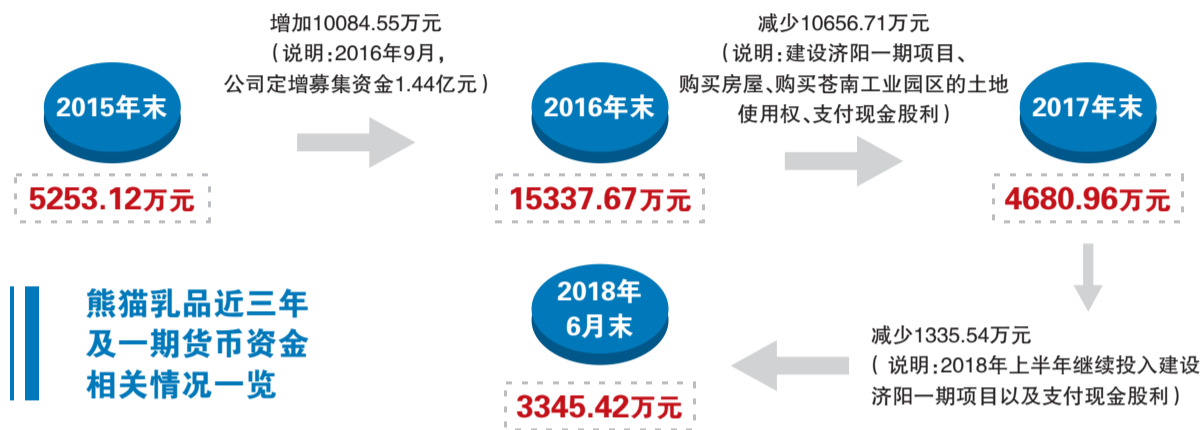 2015年末
5253.12万元
增加10084.55万元
(说明:2016年9月,
公司定增募集资金1.44亿元)
2016年末
15337.67万元
减少10656.71万元
(说明:建设济阳一期项目、
购买房屋、购买苍南工业园区的土地
使用权、支付现金股利)
2017年末
4680.96万元
减少1335.54万元
( 说明:2018年上半年继续投入建设
济阳一期项目以及支付现金股利)
2018年
6月末
3345.42万元
熊猫乳品近三年
及一期货币资金
相关情况一览